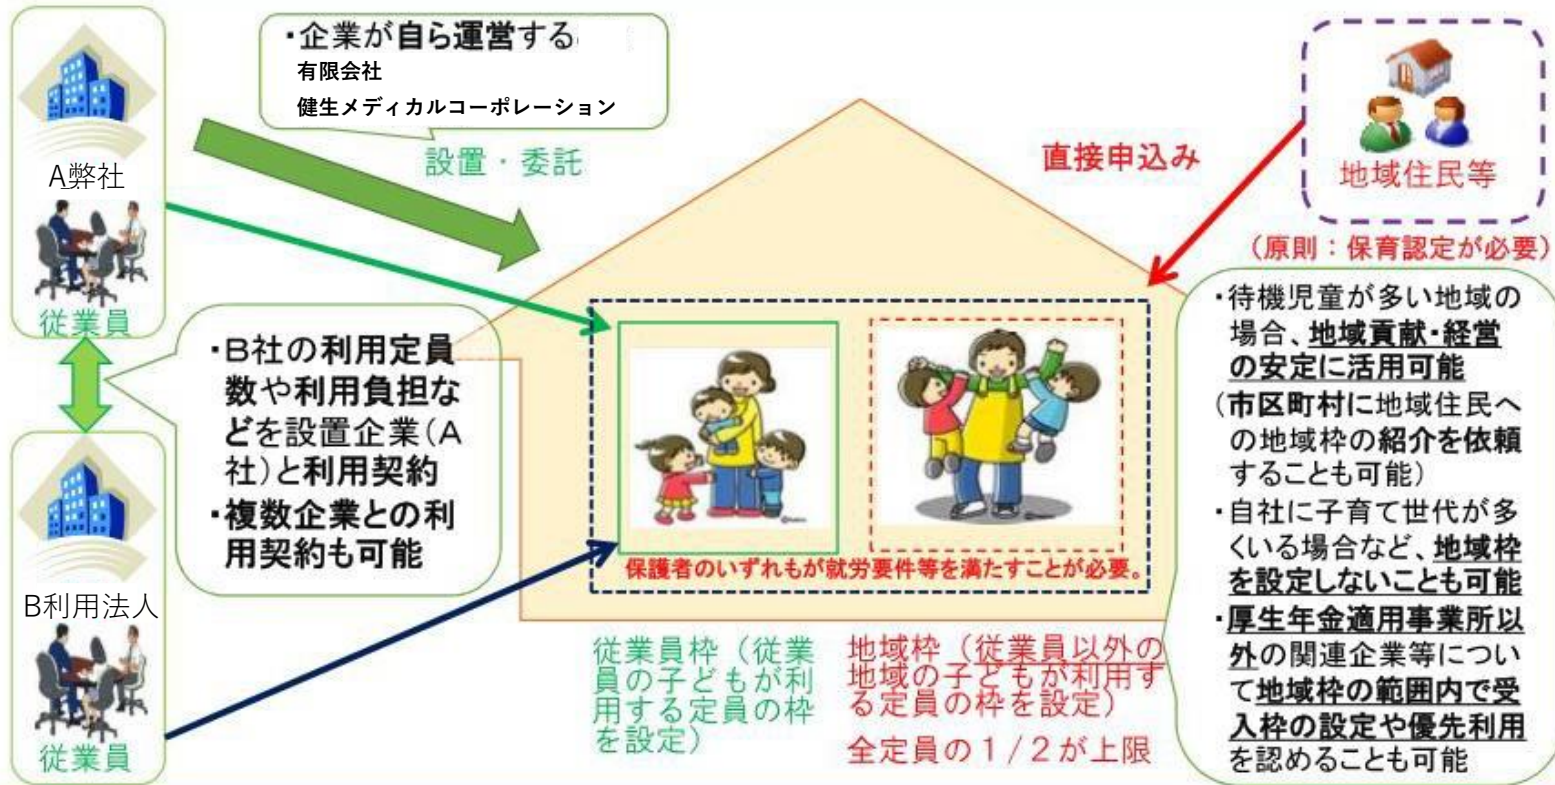 ・企業が自ら運営する
有限会社
健生メディカルコーポレーション
設置・委託
A弊社
従業員
・B社の利用定員
数や利用負担な
どを設置企業(A
社)と利用契約
・複数企業との利
用契約も可能
B利用法人
従業員
直接申込み
地域住民等
(原則:保育認定が必要)
・待機児童が多い地域の
場合、地域貢献・経営
の安定に活用可能
(市区町村に地域住民へ
の地域枠の紹介を依頼
することも可能)
・自社に子育て世代が多
くいる場合など、地域枠
を設定しないことも可能
・厚生年金適用事業所以
外の関連企業等につい
て地域枠の範囲内で受
入枠の設定や優先利用
を認めることも可能
保護者のいずれもが就労要件等を満たすことが必要。
従業員枠(従業
員の子どもが利
用する定員の枠
を設定)
地域枠(従業員以外の
地域の子どもが利用す
る定員の枠を設定)
全定員の1/2が上限